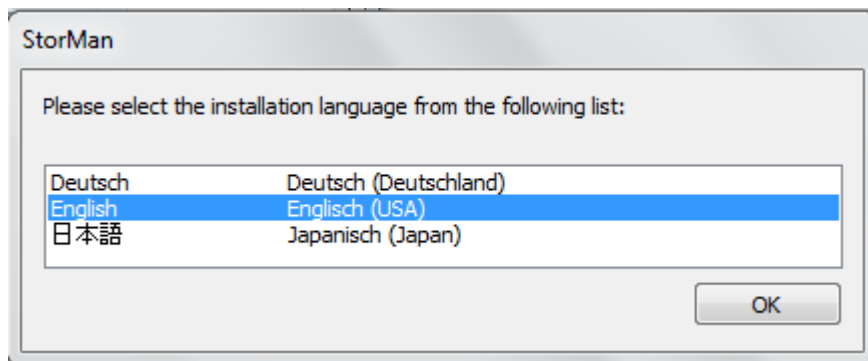 StorMan
Please select the installation language from the following list:
Deutsch Deutsch (Deutschland)
English Englisch (USA)
日本語 Japanisch (Japan)
OK